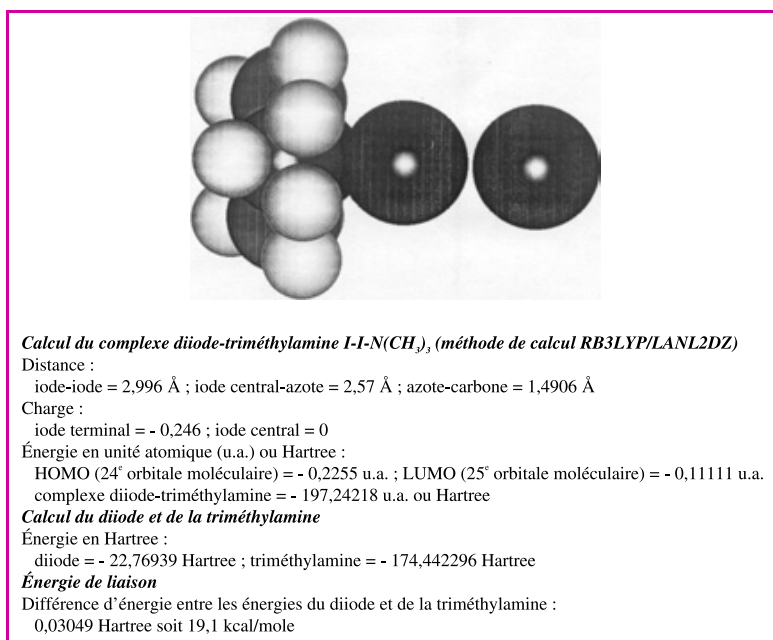 Calcul du complexe diiode-triméthylamine I-I-N(CH₃)₃ (méthode de calcul RB3LYP/LANL2DZ)
Distance :
iode-iode = 2,996 Å ; iode central-azote = 2,57 Å ; azote-carbone = 1,4906 Å
Charge :
iode terminal = - 0,246 ; iode central = 0
Énergie en unité atomique (u.a.) ou Hartree :
HOMO (24ᵉ orbitale moléculaire) = - 0,2255 u.a. ; LUMO (25ᵉ orbitale moléculaire) = - 0,11111 u.a.
complexe diiode-triméthylamine = - 197,24218 u.a. ou Hartree
Calcul du diiode et de la triméthylamine
Énergie en Hartree :
diiode = - 22,76939 Hartree ; triméthylamine = - 174,442296 Hartree
Énergie de liaison
Différence d’énergie entre les énergies du diiode et de la triméthylamine :
0,03049 Hartree soit 19,1 kcal/mole